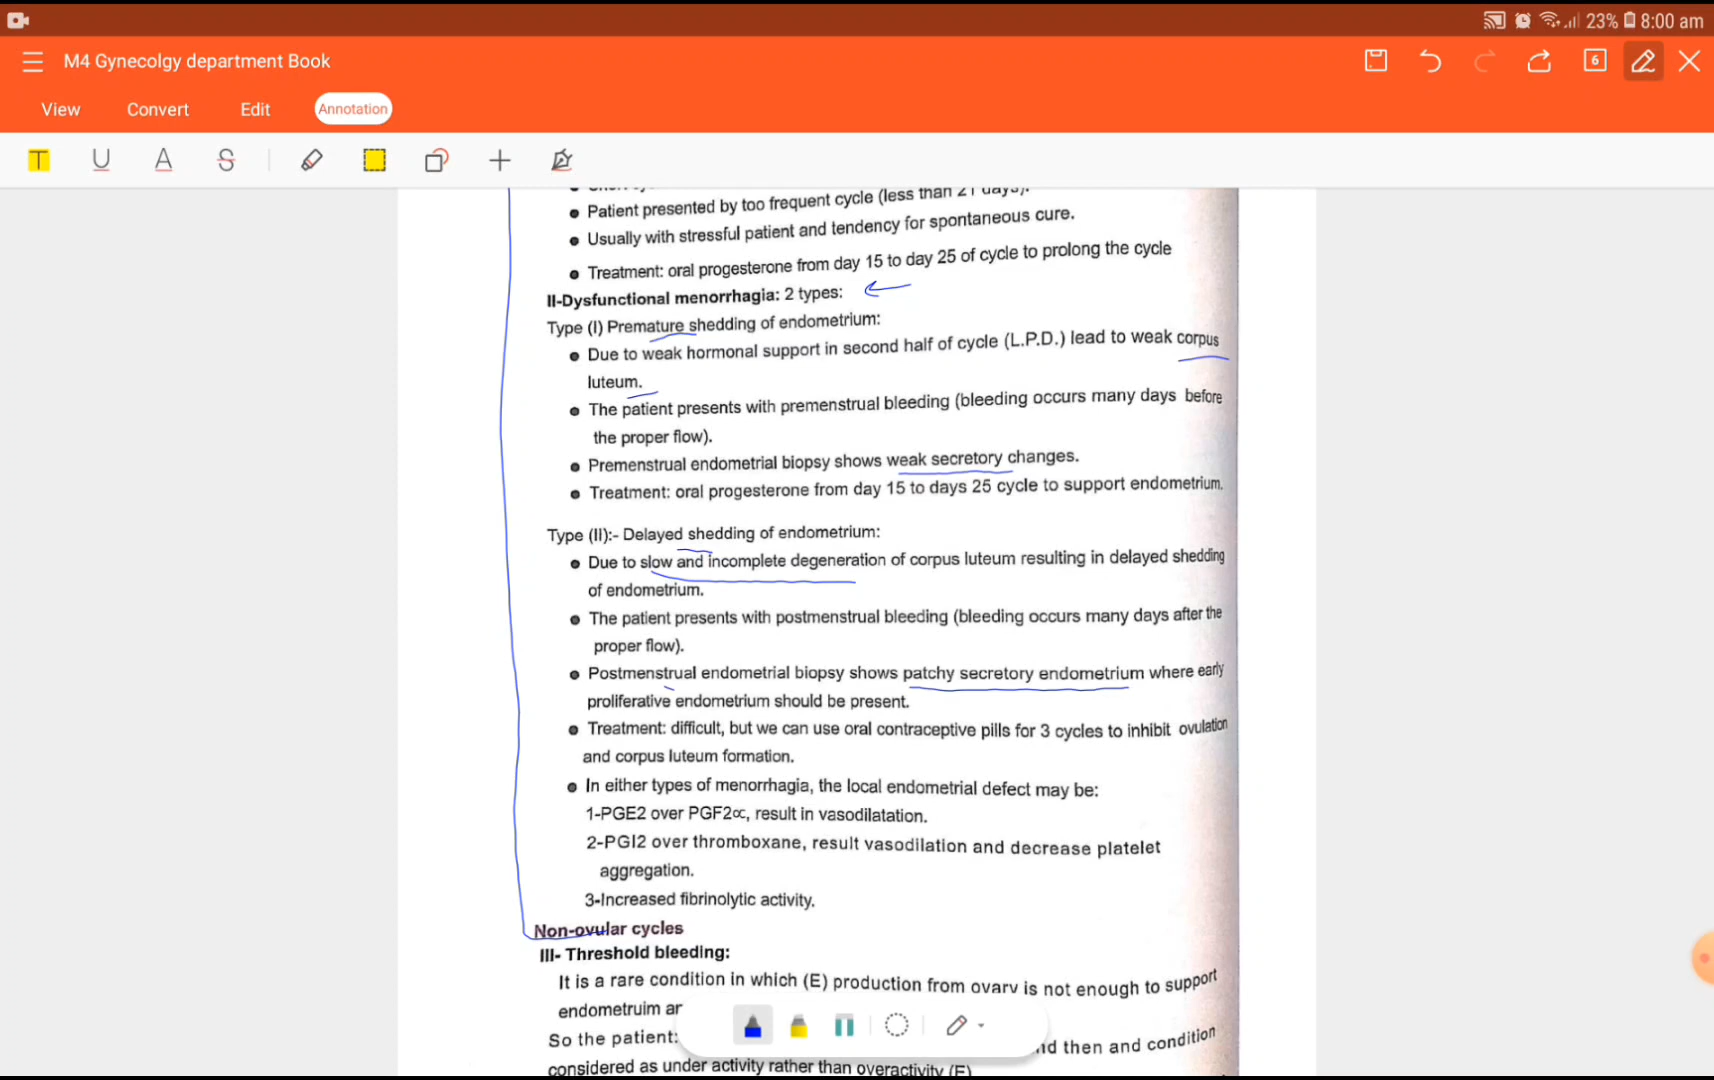 23% 8:00 am
M4 Gynecolgy department Book
6
View Convert Edit Annotation
T U A S
Patient presented by too frequent cycle (less than 21 days).
Usually with stressful patient and tendency for spontaneous cure.
Treatment: oral progesterone from day 15 to day 25 of cycle to prolong the cycle
II-Dysfunctional menorrhagia: 2 types:
Type (I) Premature shedding of endometrium:
Due to weak hormonal support in second half of cycle (L.P.D.) lead to weak corpus
luteum.
The patient presents with premenstrual bleeding (bleeding occurs many days before
the proper flow).
Premenstrual endometrial biopsy shows weak secretory changes.
Treatment: oral progesterone from day 15 to days 25 cycle to support endometrium.
Type (II):- Delayed shedding of endometrium:
Due to slow and incomplete degeneration of corpus luteum resulting in delayed shedding
of endometrium.
The patient presents with postmenstrual bleeding (bleeding occurs many days after the
proper flow).
Postmenstrual endometrial biopsy shows patchy secretory endometrium where early
proliferative endometrium should be present.
Treatment: difficult, but we can use oral contraceptive pills for 3 cycles to inhibit ovulation
and corpus luteum formation.
In either types of menorrhagia, the local endometrial defect may be:
1-PGE2 over PGF2∝, result in vasodilatation.
2-PGI2 over thromboxane, result vasodilation and decrease platelet
aggregation.
3-Increased fibrinolytic activity.
Non-ovular cycles
III- Threshold bleeding:
It is a rare condition in which (E) production from ovary is not enough to support
endometruim
So the patient: then and condition
considered as under activity rather than overactivity (E)